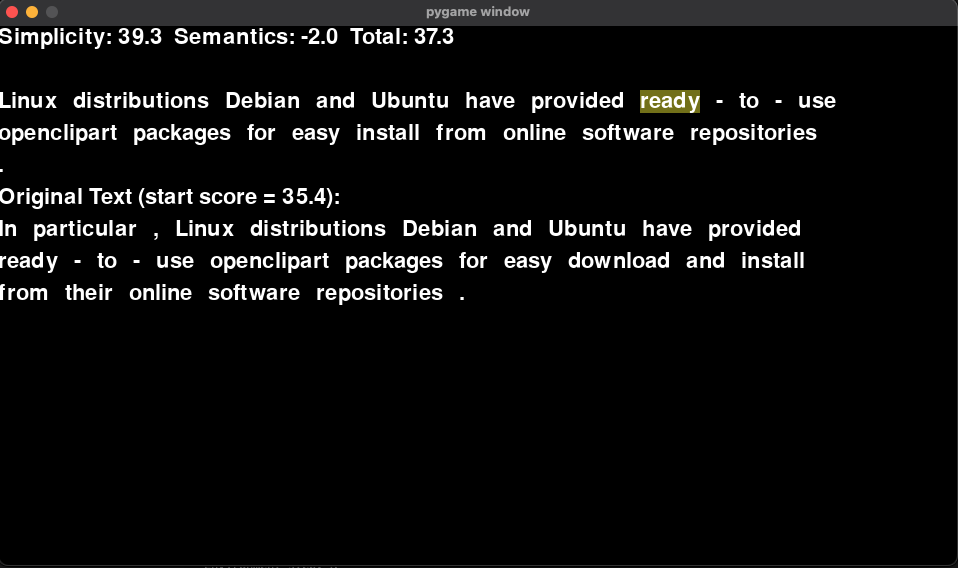 pygame window
Simplicity: 39.3 Semantics: -2.0 Total: 37.3
Linux distributions Debian and Ubuntu have provided ready - to - use
openclipart packages for easy install from online software repositories
.
Original Text (start score = 35.4):
In particular , Linux distributions Debian and Ubuntu have provided
ready - to - use openclipart packages for easy download and install
from their online software repositories .